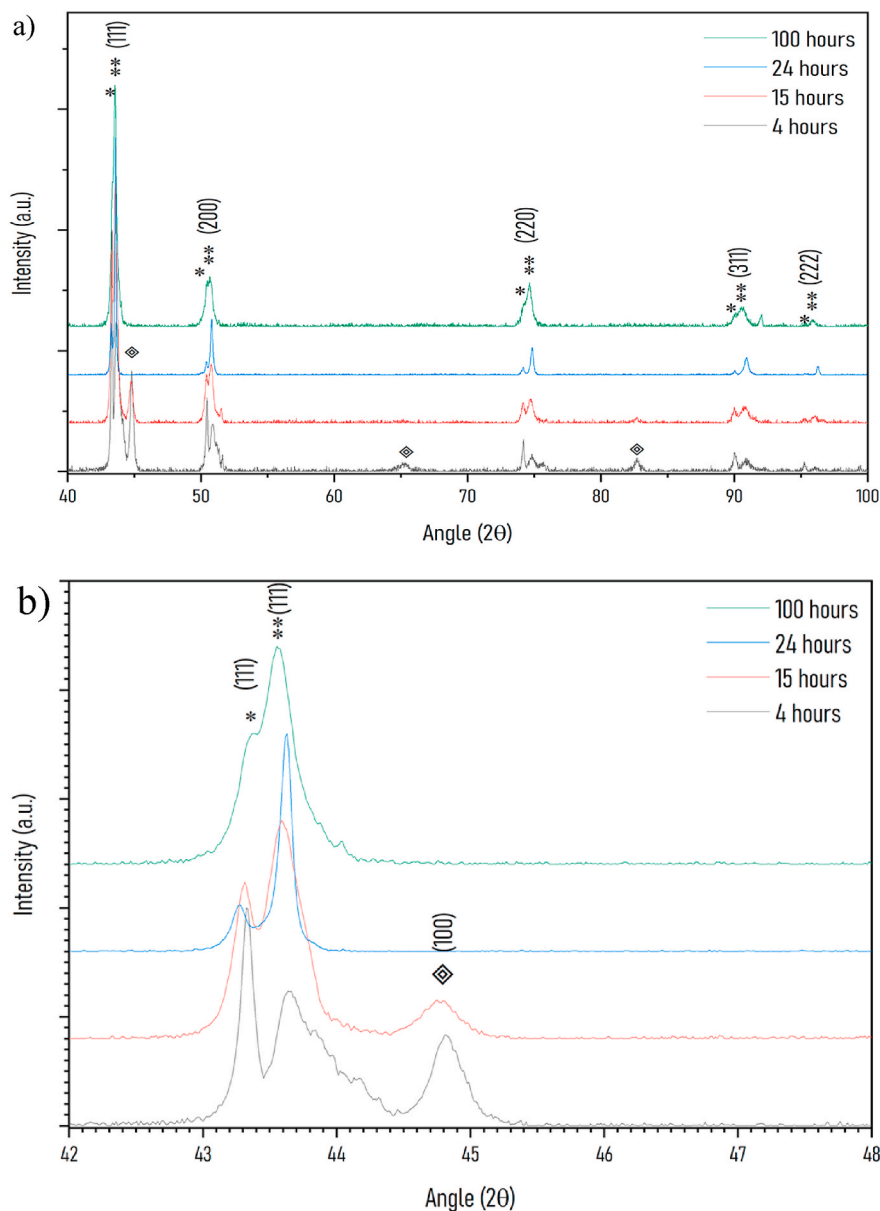 a)
* ** (111)
100 hours
24 hours
15 hours
4 hours
* ** (200)
* ** (220)
* ** (311)
* ** (222)
Intensity (a.u.)
40 50 60 70 80 90 100
Angle (2θ)
b)
** (111)
(111)
*
100 hours
24 hours
15 hours
4 hours
(100)
Intensity (a.u.)
42 43 44 45 46 47 48
Angle (2θ)